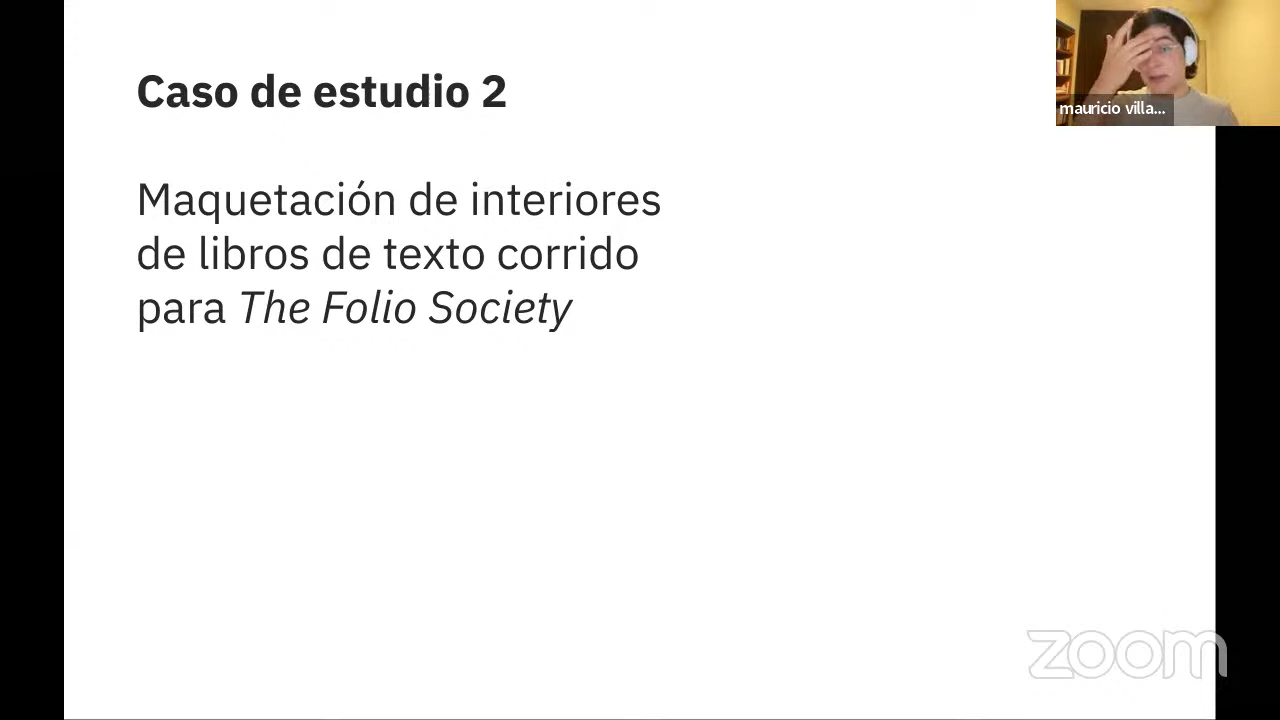 Caso de estudio 2
Maquetación de interiores
de libros de texto corrido
para The Folio Society
mauricio villa...
zoom